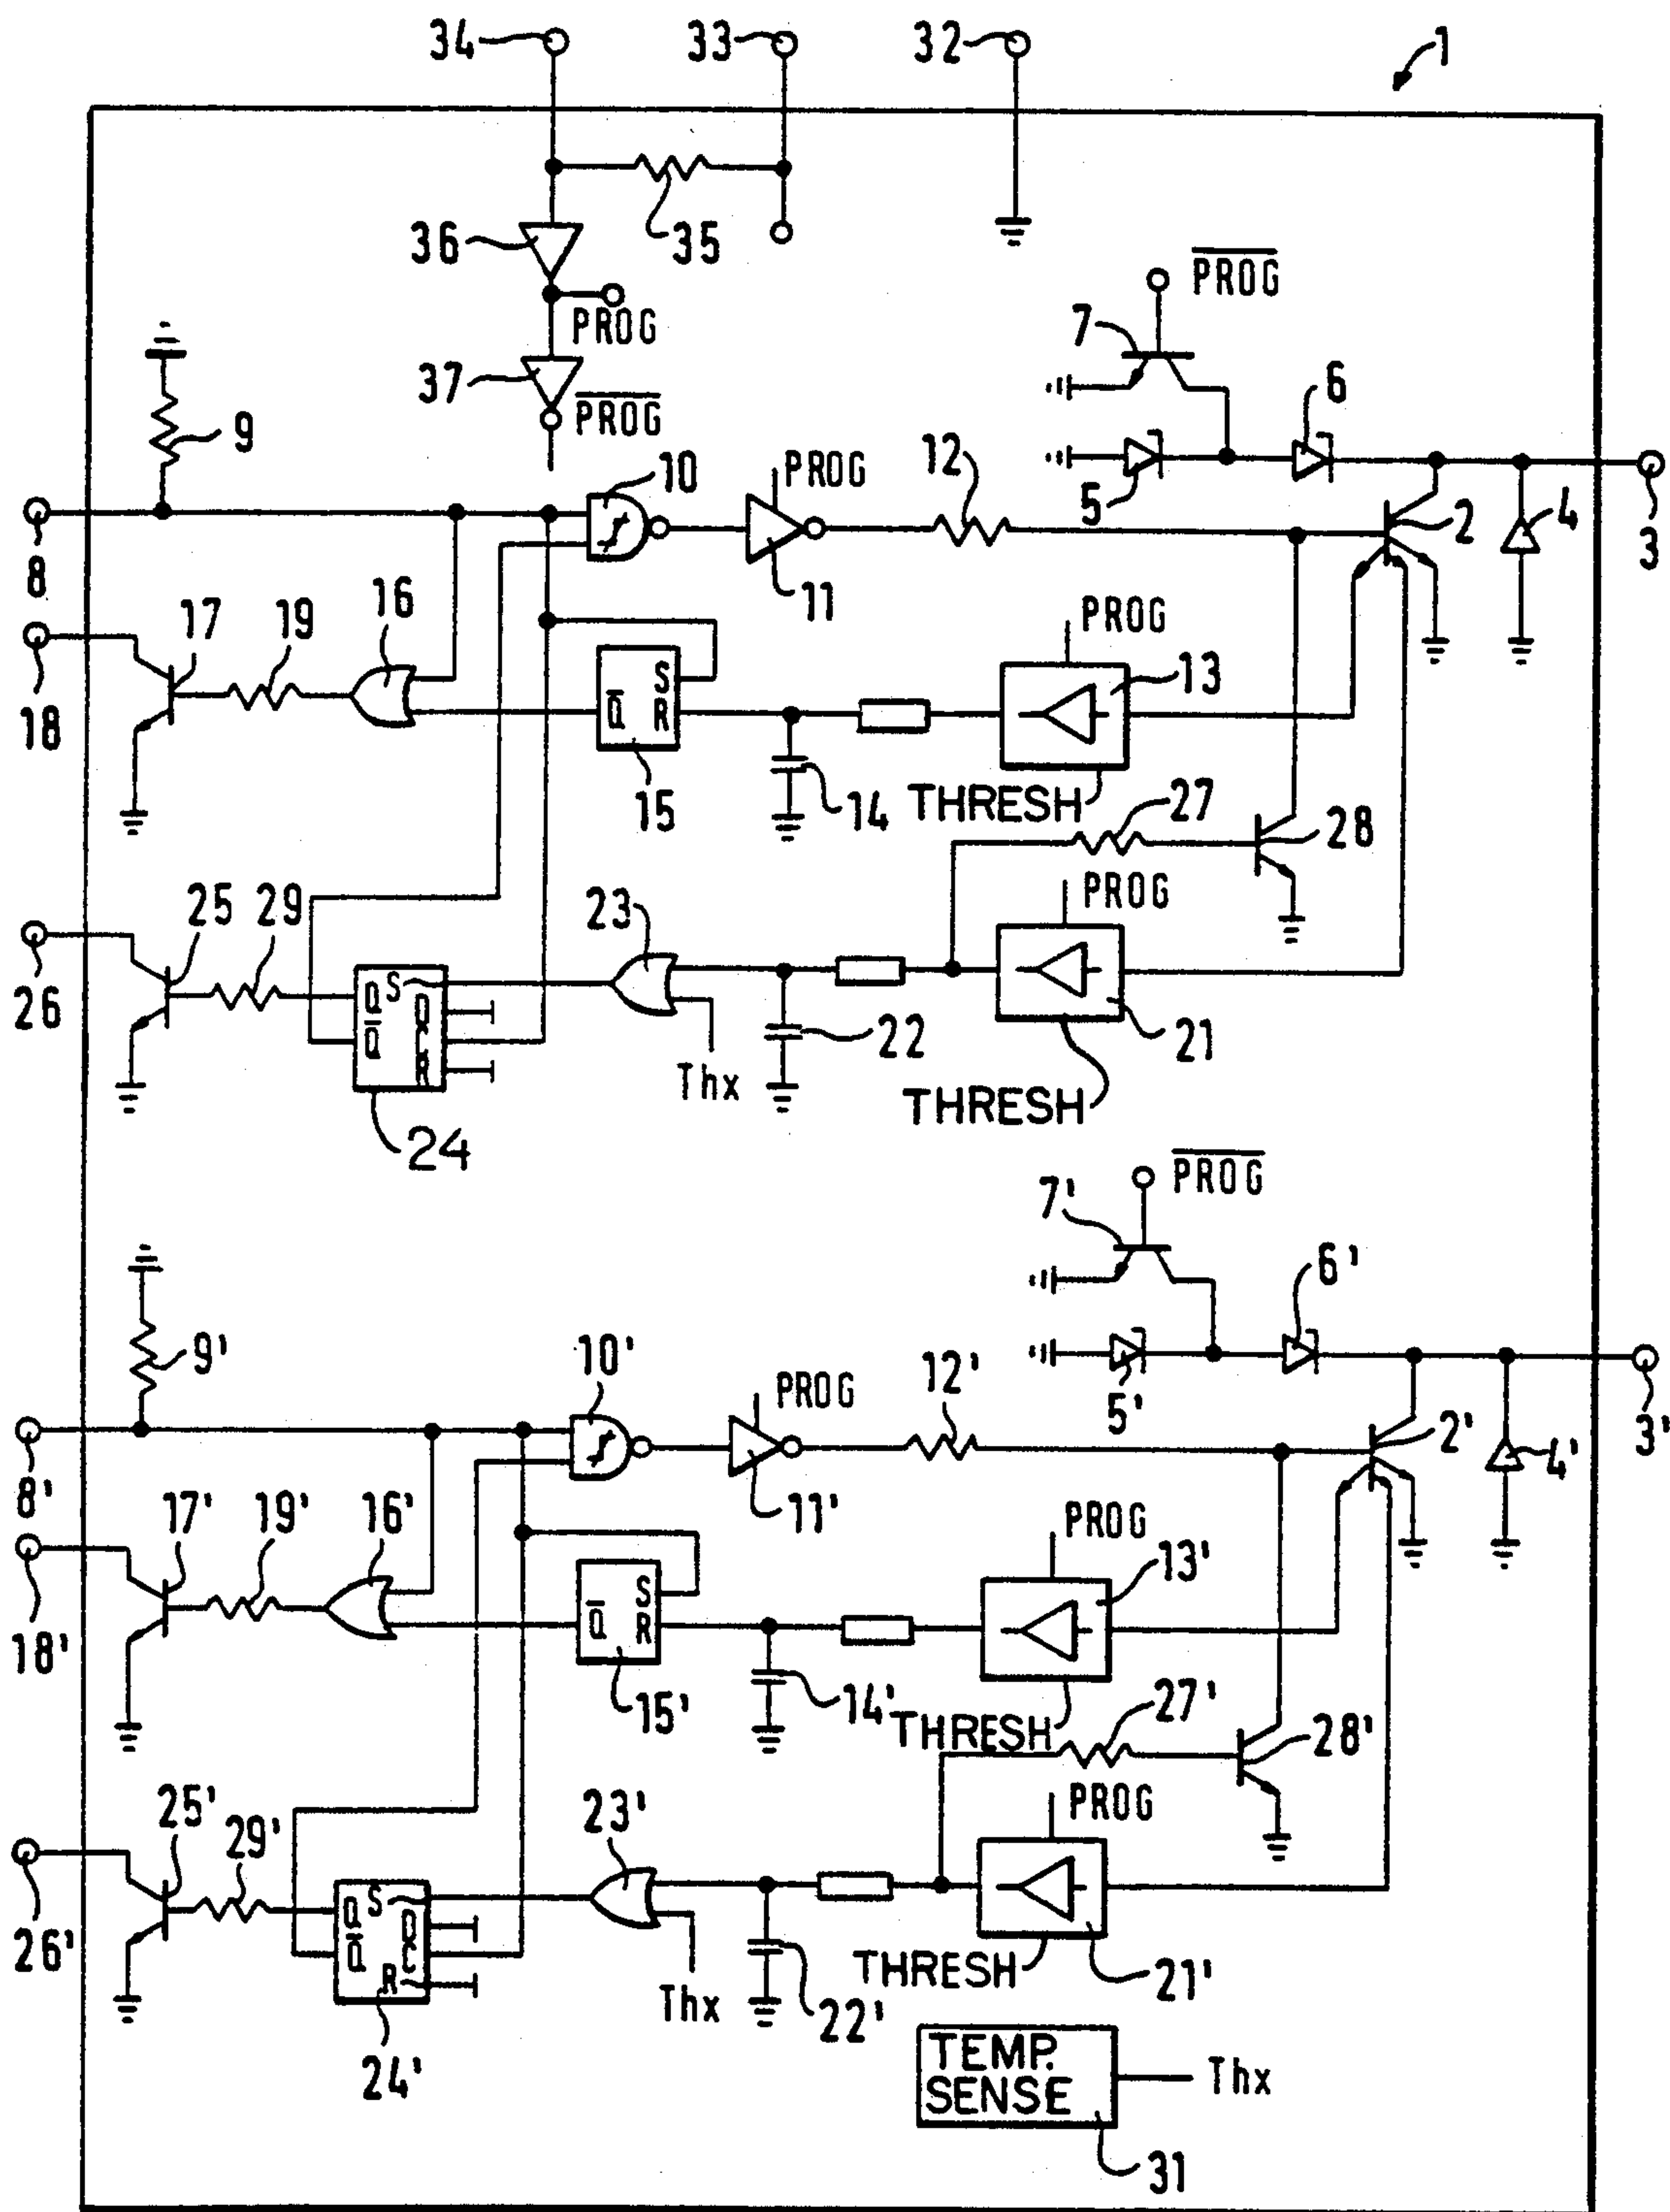 34 33 32 1
36 35
PROG
37 PROG
7 PROG
6
9
10 PROG 12
5 2 4 3
8
11
17 19 16
PROG
S
Q R
13
18
15 14 THRESH 27
28
25 29 23 PROG
26
Q S
D
Q C
R
22 21
Thx
THRESH
24
7' PROG
6'
9'
10' PROG 12'
5' 2' 4' 3'
8'
11'
17' 19' 16'
PROG
S
Q R
13'
18'
15' 14' THRESH 27'
28'
25' 29' 23' PROG
26'
Q S
D
Q C
R
THRESH 21'
Thx 22'
24'
TEMP. SENSE Thx
31